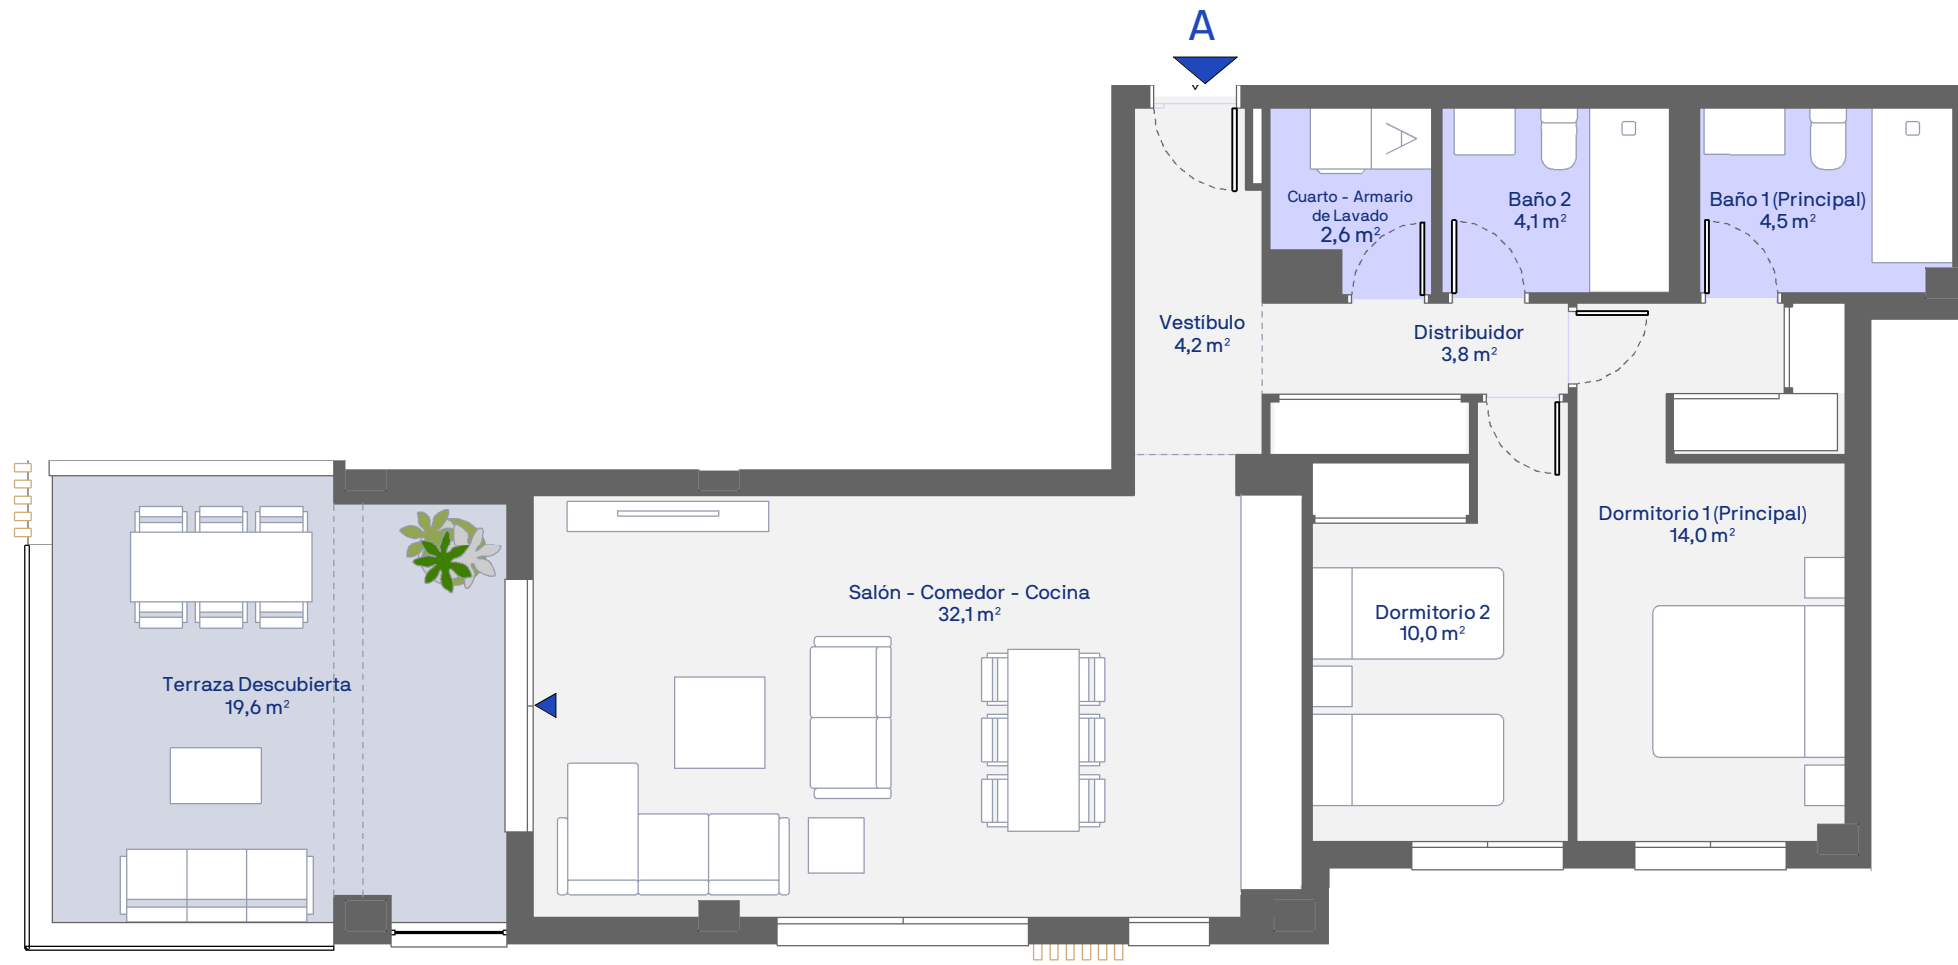 A
Cuarto - Armario
de Lavado
2,6 m²
Baño 2
4,1 m²
Baño 1 (Principal)
4,5 m²
Vestíbulo
4,2 m²
Distribuidor
3,8 m²
Dormitorio 1 (Principal)
14,0 m²
Salón - Comedor - Cocina
32,1 m²
Dormitorio 2
10,0 m²
Terraza Descubierta
19,6 m²